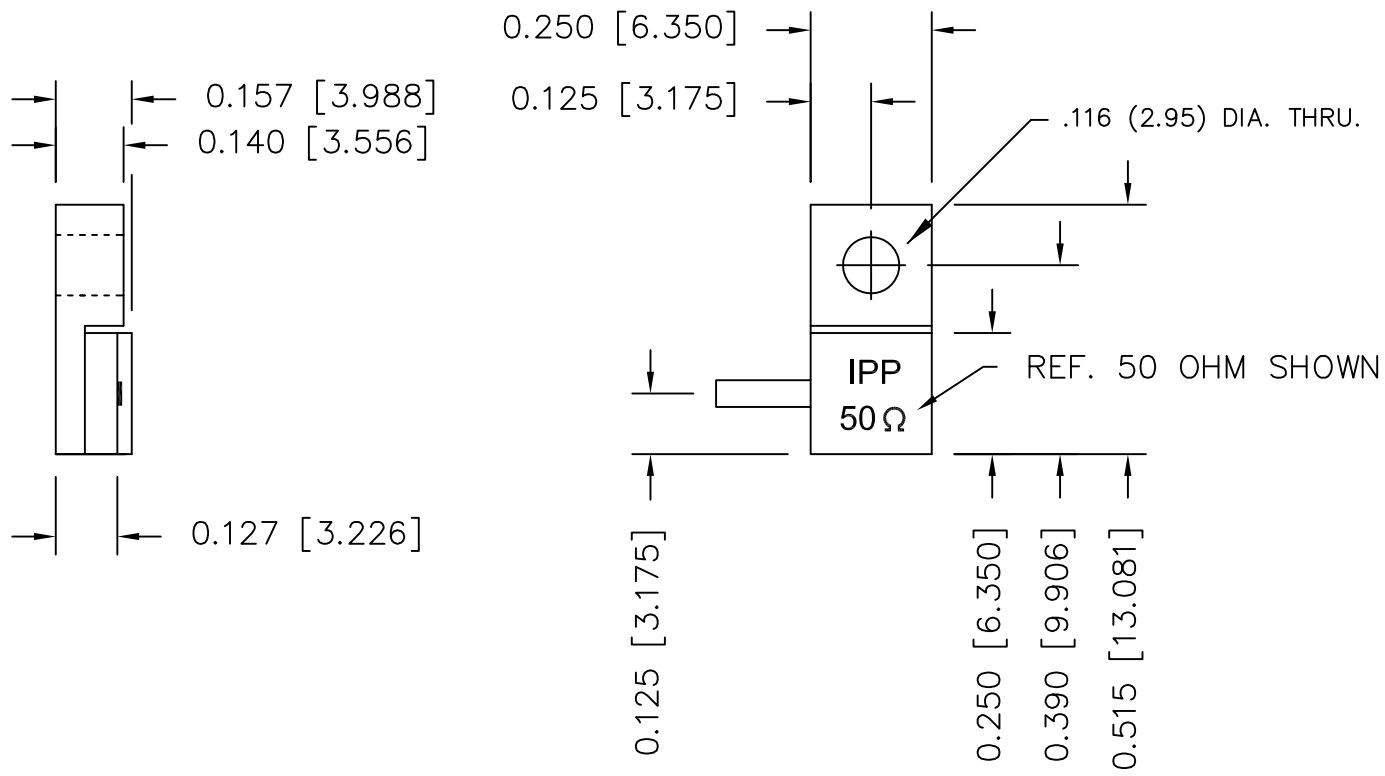 0.250 [6.350]
0.157 [3.988]
0.125 [3.175]
.116 (2.95) DIA. THRU.
0.140 [3.556]
IPP
50Ω
REF. 50 OHM SHOWN
0.127 [3.226]
0.125 [3.175]
0.250 [6.350]
0.390 [9.906]
0.515 [13.081]